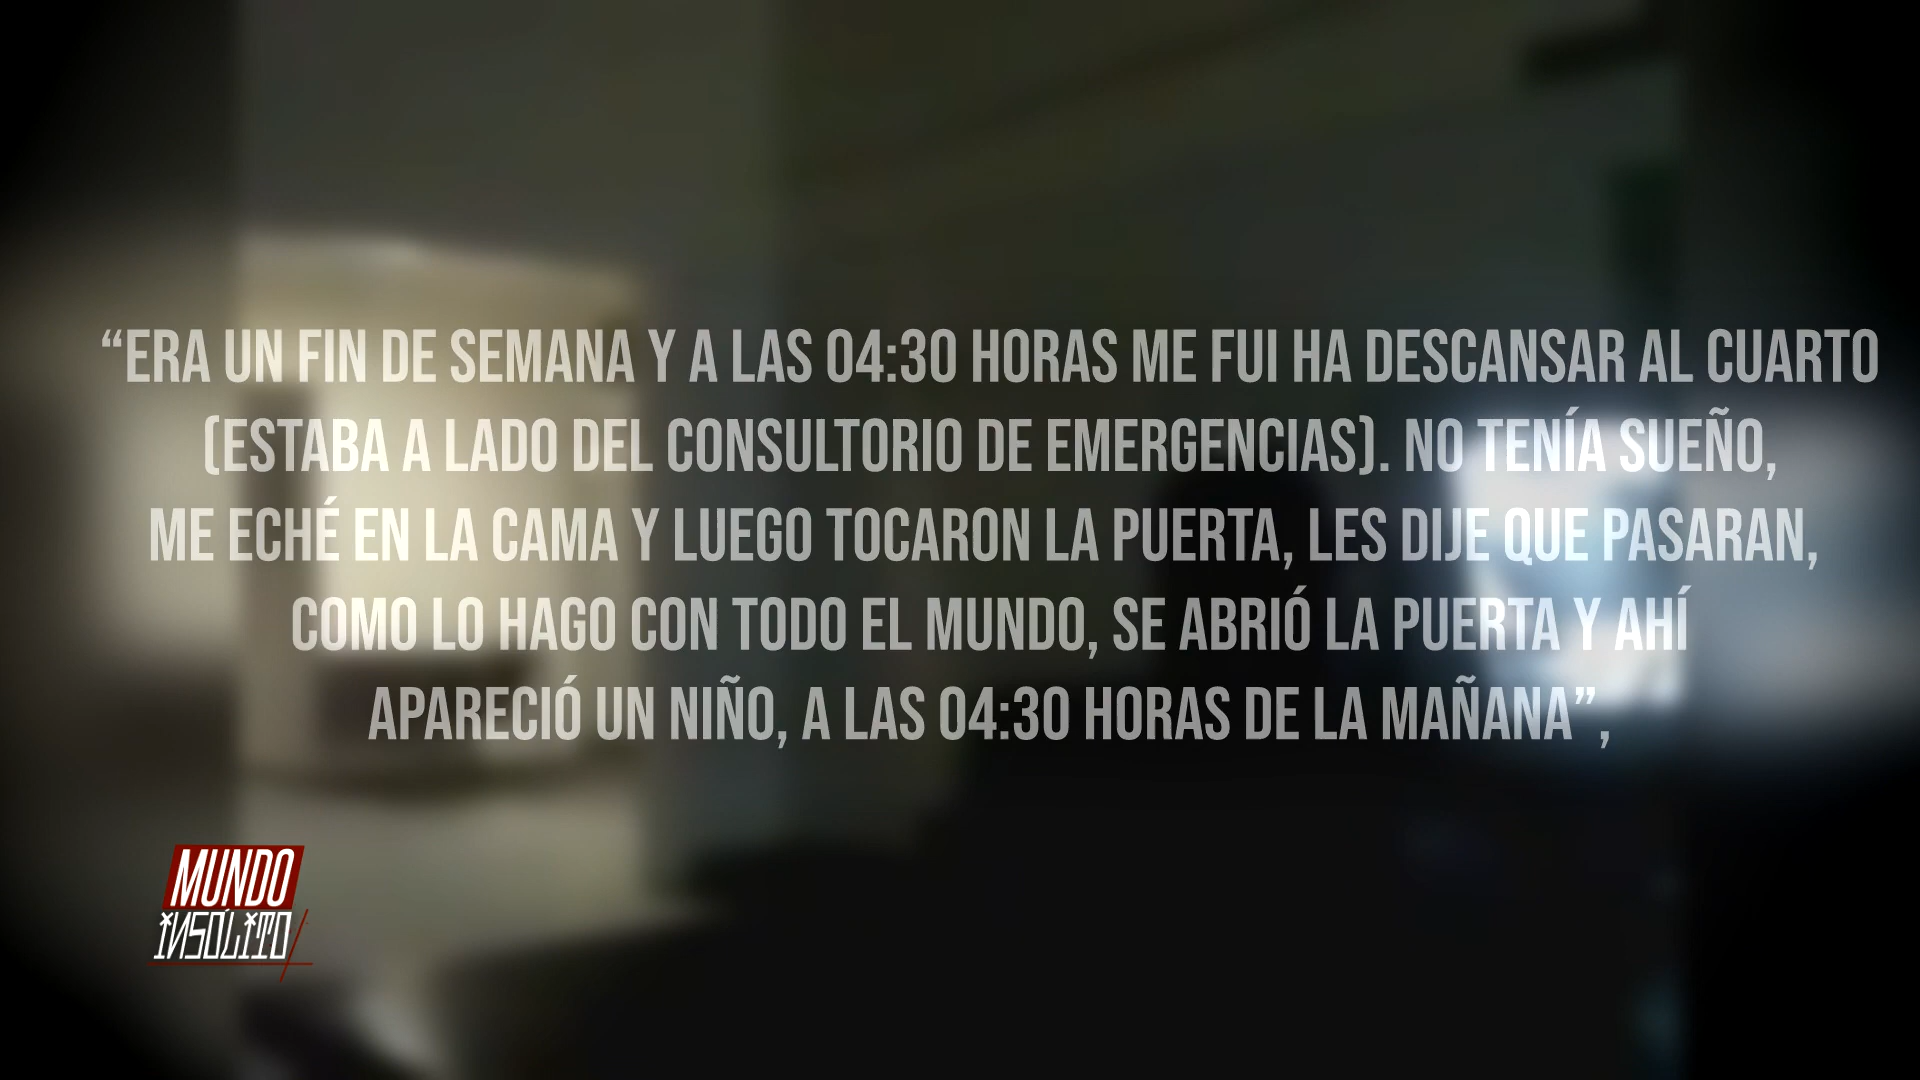 “ERA UN FIN DE SEMANA Y A LAS 04:30 HORAS ME FUI HA DESCANSAR AL CUARTO
(ESTABA A LADO DEL CONSULTORIO DE EMERGENCIAS). NO TENÍA SUEÑO,
ME ECHÉ EN LA CAMA Y LUEGO TOCARON LA PUERTA, LES DIJE QUE PASARAN,
COMO LO HAGO CON TODO EL MUNDO, SE ABRIÓ LA PUERTA Y AHÍ
APARECIÓ UN NIÑO, A LAS 04:30 HORAS DE LA MAÑANA”,
MUNDO
INSÓLITO